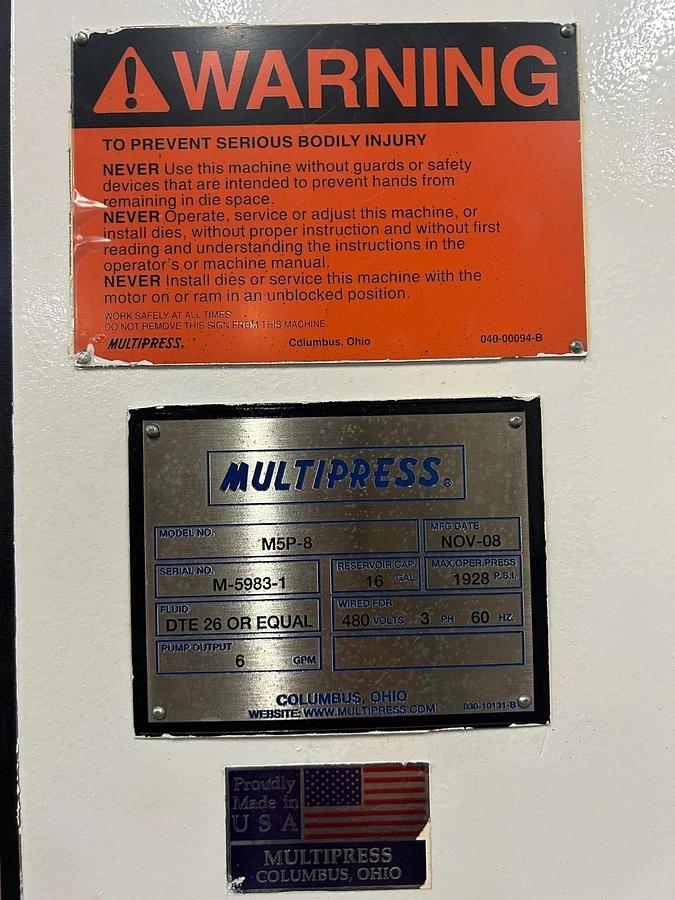 WARNING
TO PREVENT SERIOUS BODILY INJURY
NEVER Use this machine without guards or safety
devices that are intended to prevent hands from
remaining in die space.
NEVER Operate, service or adjust this machine, or
install dies, without proper instruction and without first
reading and understanding the instructions in the
operator's or machine manual.
NEVER Install dies or service this machine with the
motor on or ram in an unblocked position.
WORK SAFELY AT ALL TIMES
DO NOT REMOVE THIS SIGN FROM THIS MACHINE.
MULTIPRESS® Columbus, Ohio 040-00094-B
MULTIPRESS®
MODEL NO. M5P-8 MFG DATE NOV-08
SERIAL NO. M-5983-1 RESERVOIR CAP. 16 GAL. MAX.OPER.PRESS 1928 P.S.I.
FLUID DTE 26 OR EQUAL WIRED FOR 480 VOLTS 3 PH 60 HZ.
PUMP OUTPUT 6 GPM
COLUMBUS, OHIO
WEBSITE: WWW.MULTIPRESS.COM 030-10131-B
Proudly
Made in
USA
MULTIPRESS
COLUMBUS, OHIO